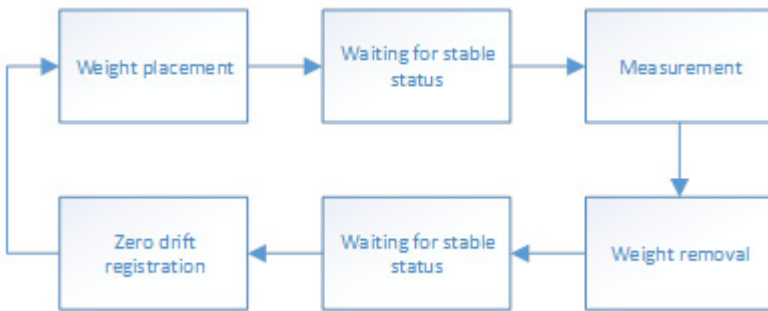 Weight placement
Waiting for stable
status
Measurement
Zero drift
registration
Waiting for stable
status
Weight removal